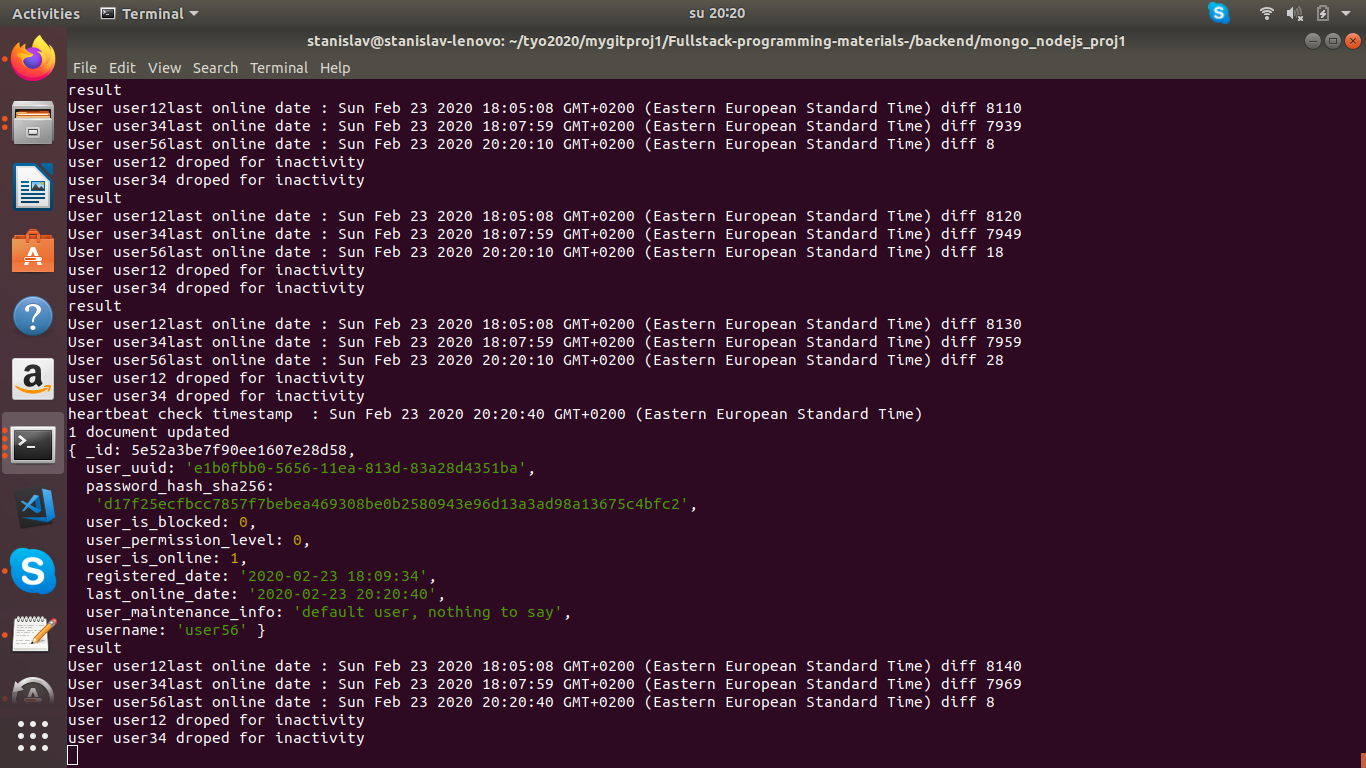 Activities Terminal su 20:20
stanislav@stanislav-lenovo: ~/tyo2020/mygitproj1/Fullstack-programming-materials-/backend/mongo_nodejs_proj1
File Edit View Search Terminal Help
result
User user12last online date : Sun Feb 23 2020 18:05:08 GMT+0200 (Eastern European Standard Time) diff 8110
User user34last online date : Sun Feb 23 2020 18:07:59 GMT+0200 (Eastern European Standard Time) diff 7939
User user56last online date : Sun Feb 23 2020 20:20:10 GMT+0200 (Eastern European Standard Time) diff 8
user user12 droped for inactivity
user user34 droped for inactivity
result
User user12last online date : Sun Feb 23 2020 18:05:08 GMT+0200 (Eastern European Standard Time) diff 8120
User user34last online date : Sun Feb 23 2020 18:07:59 GMT+0200 (Eastern European Standard Time) diff 7949
User user56last online date : Sun Feb 23 2020 20:20:10 GMT+0200 (Eastern European Standard Time) diff 18
user user12 droped for inactivity
user user34 droped for inactivity
result
User user12last online date : Sun Feb 23 2020 18:05:08 GMT+0200 (Eastern European Standard Time) diff 8130
User user34last online date : Sun Feb 23 2020 18:07:59 GMT+0200 (Eastern European Standard Time) diff 7959
User user56last online date : Sun Feb 23 2020 20:20:10 GMT+0200 (Eastern European Standard Time) diff 28
user user12 droped for inactivity
user user34 droped for inactivity
heartbeat check timestamp  : Sun Feb 23 2020 20:20:40 GMT+0200 (Eastern European Standard Time)
1 document updated
{ _id: 5e52a3be7f90ee1607e28d58,
  user_uuid: 'e1b0fbb0-5656-11ea-813d-83a28d4351ba',
  password_hash_sha256:
   'd17f25ecfbcc7857f7bebea469308be0b2580943e96d13a3ad98a13675c4bfc2',
  user_is_blocked: 0,
  user_permission_level: 0,
  user_is_online: 1,
  registered_date: '2020-02-23 18:09:34',
  last_online_date: '2020-02-23 20:20:40',
  user_maintenance_info: 'default user, nothing to say',
  username: 'user56' }
result
User user12last online date : Sun Feb 23 2020 18:05:08 GMT+0200 (Eastern European Standard Time) diff 8140
User user34last online date : Sun Feb 23 2020 18:07:59 GMT+0200 (Eastern European Standard Time) diff 7969
User user56last online date : Sun Feb 23 2020 20:20:40 GMT+0200 (Eastern European Standard Time) diff 8
user user12 droped for inactivity
user user34 droped for inactivity